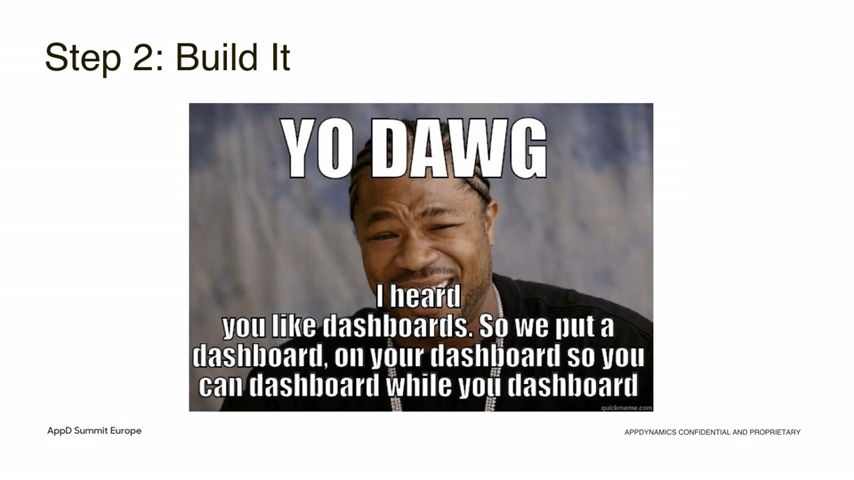 Step 2: Build It
YO DAWG
I heard
you like dashboards. So we put a
dashboard, on your dashboard so you
can dashboard while you dashboard
quickmeme.com
AppD Summit Europe
APPDYNAMICS CONFIDENTIAL AND PROPRIETARY